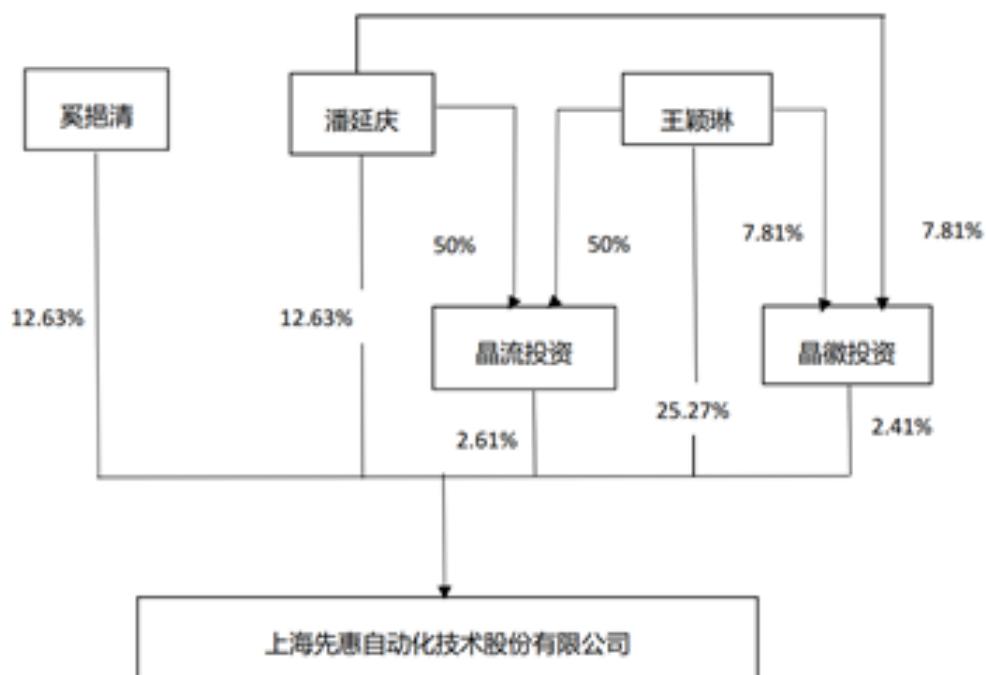 奚挹清
潘延庆
王颖琳
50%
50%
7.81%
7.81%
12.63%
12.63%
晶流投资
晶徽投资
25.27%
2.61%
2.41%
上海先惠自动化技术股份有限公司